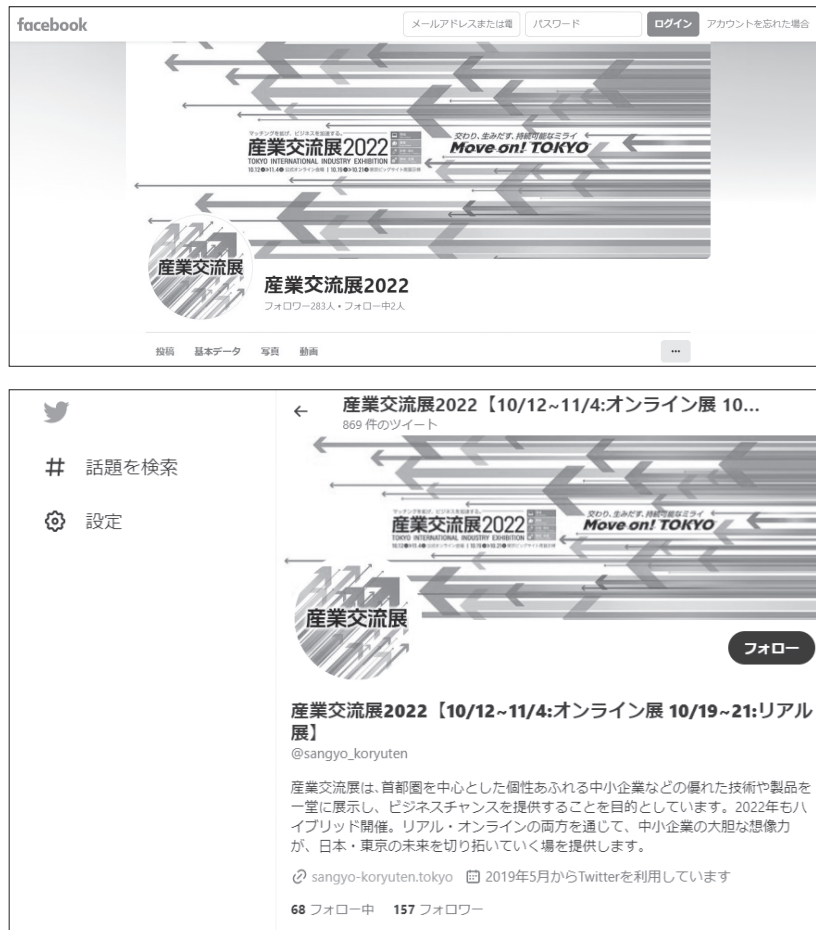 facebook
メールアドレスまたは電
パスワード
ログイン
アカウントを忘れた場合
マッチングを拡げ、ビジネスを加速する。
産業交流展2022
TOKYO INTERNATIONAL INDUSTRY EXHIBITION
交わり、生みだす、持続可能なミライ
Move on! TOKYO
産業交流展
産業交流展2022
フォロワー283人・フォロー中2人
投稿 基本データ 写真 動画
産業交流展2022【10/12~11/4:オンライン展 10...
869 件のツイート
# 話題を検索
設定
産業交流展2022
TOKYO INTERNATIONAL INDUSTRY EXHIBITION
交わり、生みだす、持続可能なミライ
Move on! TOKYO
産業交流展
フォロー
産業交流展2022【10/12~11/4:オンライン展 10/19~21:リアル
展】
@sangyo_koryuten
産業交流展は、首都圏を中心とした個性あふれる中小企業などの優れた技術や製品を
一堂に展示し、ビジネスチャンスを提供することを目的としています。2022年もハ
イブリッド開催。リアル・オンラインの両方を通じて、中小企業の大胆な想像力
が、日本・東京の未来を切り拓いていく場を提供します。
sangyo-koryuten.tokyo 2019年5月からTwitterを利用しています
68 フォロー中 157 フォロワー